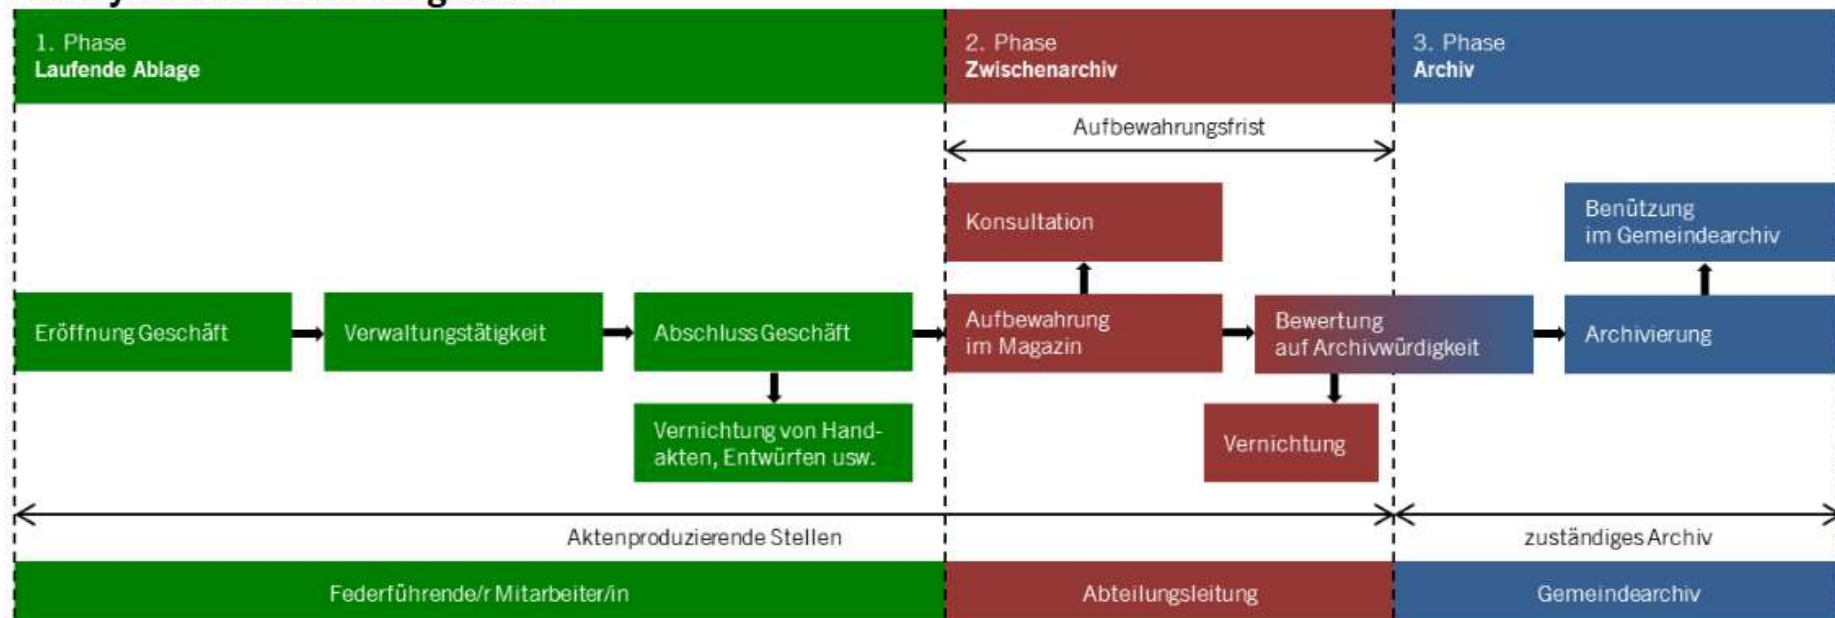 1. Phase
Laufende Ablage
2. Phase
Zwischenarchiv
3. Phase
Archiv
Aufbewahrungsfrist
Konsultation
Benützung
im Gemeindearchiv
Eröffnung Geschäft
Verwaltungstätigkeit
Abschluss Geschäft
Aufbewahrung
im Magazin
Bewertung
auf Archivwürdigkeit
Archivierung
Vernichtung von Hand-
akten, Entwürfen usw.
Vernichtung
Aktenproduzierende Stellen
zuständiges Archiv
Federführende/r Mitarbeiter/in
Abteilungsleitung
Gemeindearchiv